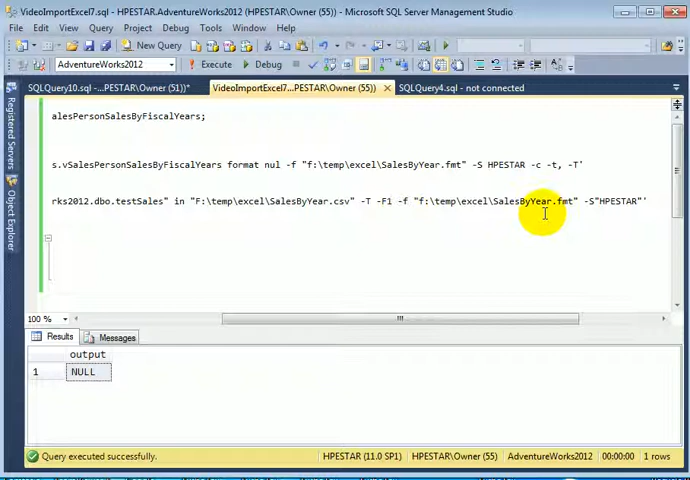 VideoImportExcel7.sql - HPESTAR.AdventureWorks2012 (HPESTAR\Owner (55)) - Microsoft SQL Server Management Studio
File Edit View Query Project Debug Tools Window Help
New Query
AdventureWorks2012 Execute Debug
SQLQuery10.sql -...PESTAR\Owner (51))* VideoImportExcel7...PESTAR\Owner (55)) SQLQuery4.sql - not connected
Registered Servers
Object Explorer
alesPersonSalesByFiscalYears;
s.vSalesPersonSalesByFiscalYears format nul -f "f:\temp\excel\SalesByYear.fmt" -S HPESTAR -c -t, -T'
rks2012.dbo.testSales" in "F:\temp\excel\SalesByYear.csv" -T -F1 -f "f:\temp\excel\SalesByYear.fmt" -S"HPESTAR"'
100 %
Results Messages
output
1 NULL
Query executed successfully. HPESTAR (11.0 SP1) HPESTAR\Owner (55) AdventureWorks2012 00:00:00 1 rows